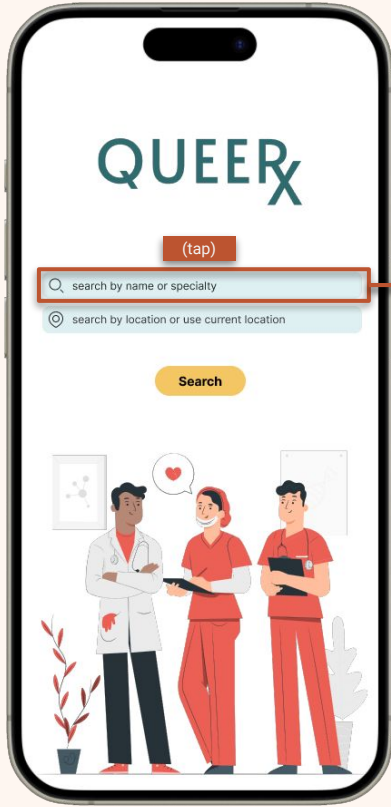 QUEERx
(tap)
search by name or specialty
search by location or use current location
Search